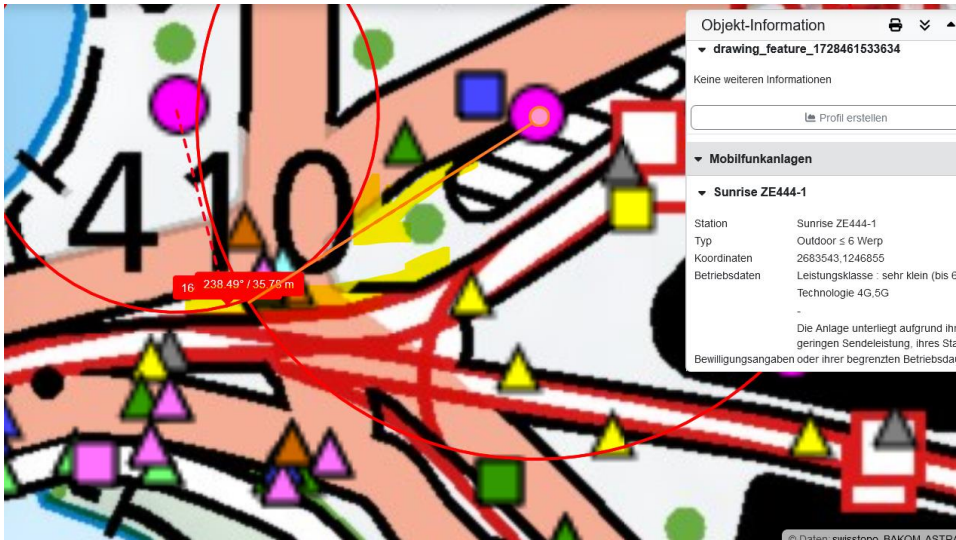 Objekt-Information
drawing_feature_1728461533634
Keine weiteren Informationen
Profil erstellen
Mobilfunkanlagen
Sunrise ZE444-1
Station Sunrise ZE444-1
Typ Outdoor ≤ 6 Werp
Koordinaten 2683543,1246855
Betriebsdaten Leistungsklasse : sehr klein (bis 6
Technologie 4G,5G
-
Die Anlage unterliegt aufgrund ihr
geringen Sendeleistung, ihres Sta
Bewilligungsangaben oder ihrer begrenzten Betriebsdau
410
16
238.49° / 35.78 m
© Daten: swisstopo, BAKOM, ASTRA